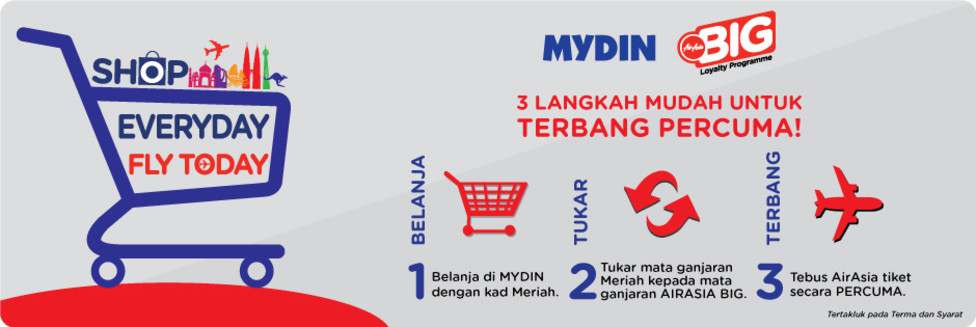 SHOP
EVERYDAY
FLY TODAY
MYDIN
AirAsia BIG
Loyalty Programme
3 LANGKAH MUDAH UNTUK
TERBANG PERCUMA!
BELANJA
1 Belanja di MYDIN
dengan kad Meriah.
TUKAR
2 Tukar mata ganjaran
Meriah kepada mata
ganjaran AIRASIA BIG.
TERBANG
3 Tebus AirAsia tiket
secara PERCUMA.
Tertakluk pada Terma dan Syarat